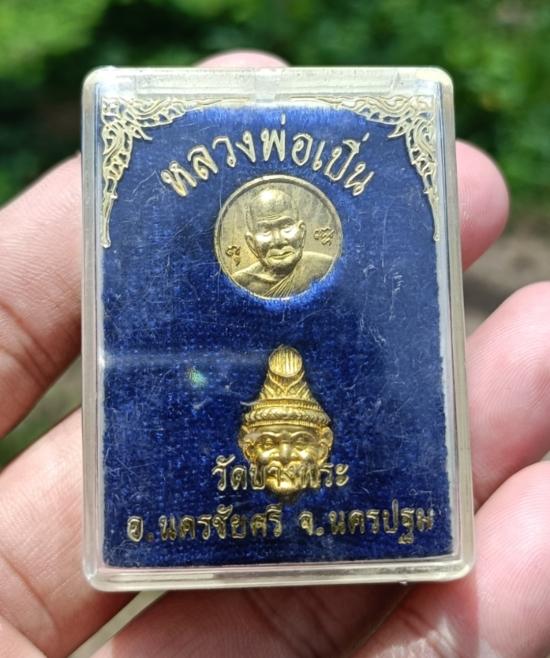 หลวงพ่อเปิ่น
วัดบางพระ
อ.นครชัยศรี จ.นครปฐม